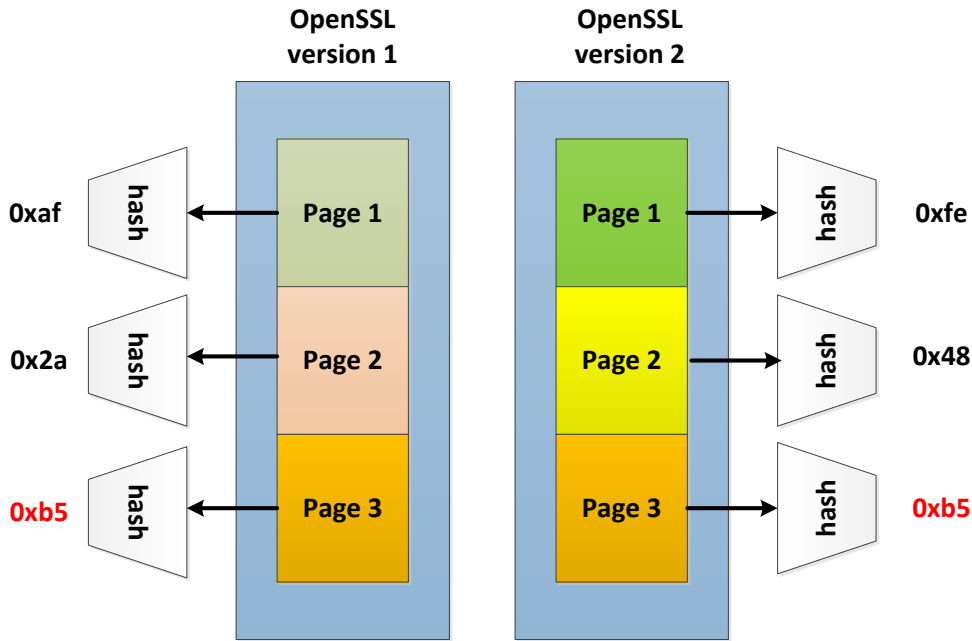 OpenSSL
version 1
OpenSSL
version 2
0xaf
hash
Page 1
Page 1
hash
0xfe
0x2a
hash
Page 2
Page 2
hash
0x48
0xb5
hash
Page 3
Page 3
hash
0xb5